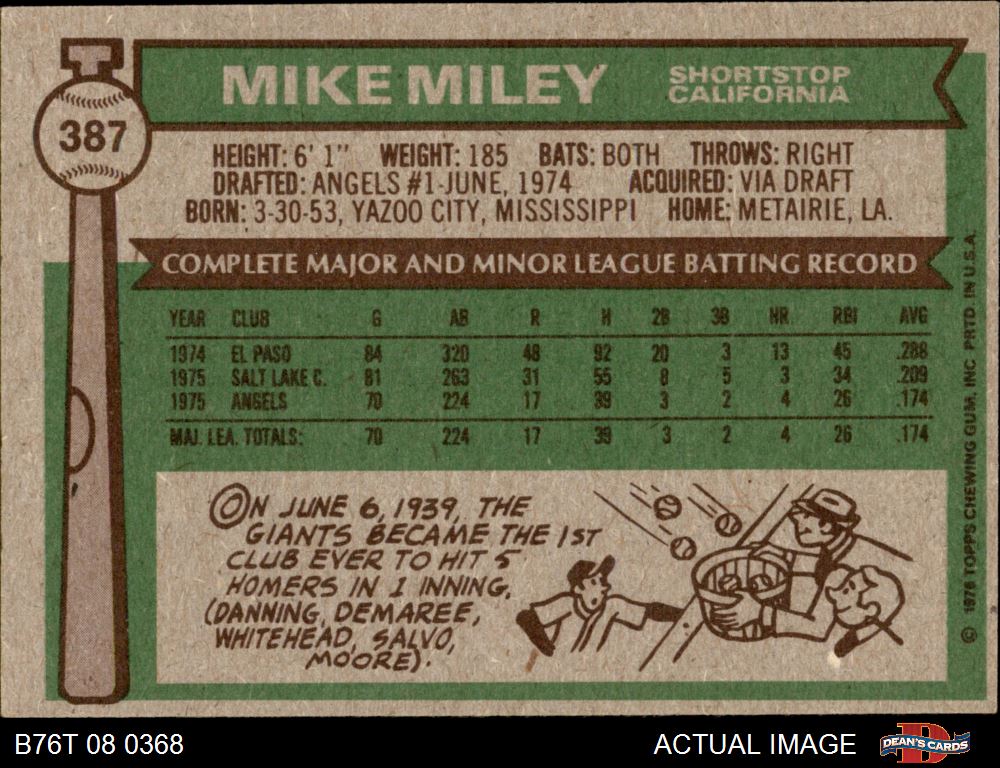 MIKE MILEY
SHORTSTOP
CALIFORNIA
387
HEIGHT: 6' 1" WEIGHT: 185 BATS: BOTH THROWS: RIGHT
DRAFTED: ANGELS #1-JUNE, 1974 ACQUIRED: VIA DRAFT
BORN: 3-30-53, YAZOO CITY, MISSISSIPPI HOME: METAIRIE, LA.
COMPLETE MAJOR AND MINOR LEAGUE BATTING RECORD
YEAR CLUB G AB R H 2B 3B HR RBI AVG
1974 EL PASO 84 320 48 92 20 3 13 45 .288
1975 SALT LAKE C. 81 263 31 55 8 5 3 34 .209
1975 ANGELS 70 224 17 39 3 2 4 26 .174
MAJ. LEA. TOTALS: 70 224 17 39 3 2 4 26 .174
ON JUNE 6, 1939, THE
GIANTS BECAME THE 1ST
CLUB EVER TO HIT 5
HOMERS IN 1 INNING.
(DANNING, DEMAREE,
WHITEHEAD, SALVO,
MOORE).
© 1976 TOPPS CHEWING GUM, INC. PRTD. IN U.S.A.
B76T 08 0368
ACTUAL IMAGE
D
DEAN'S CARDS